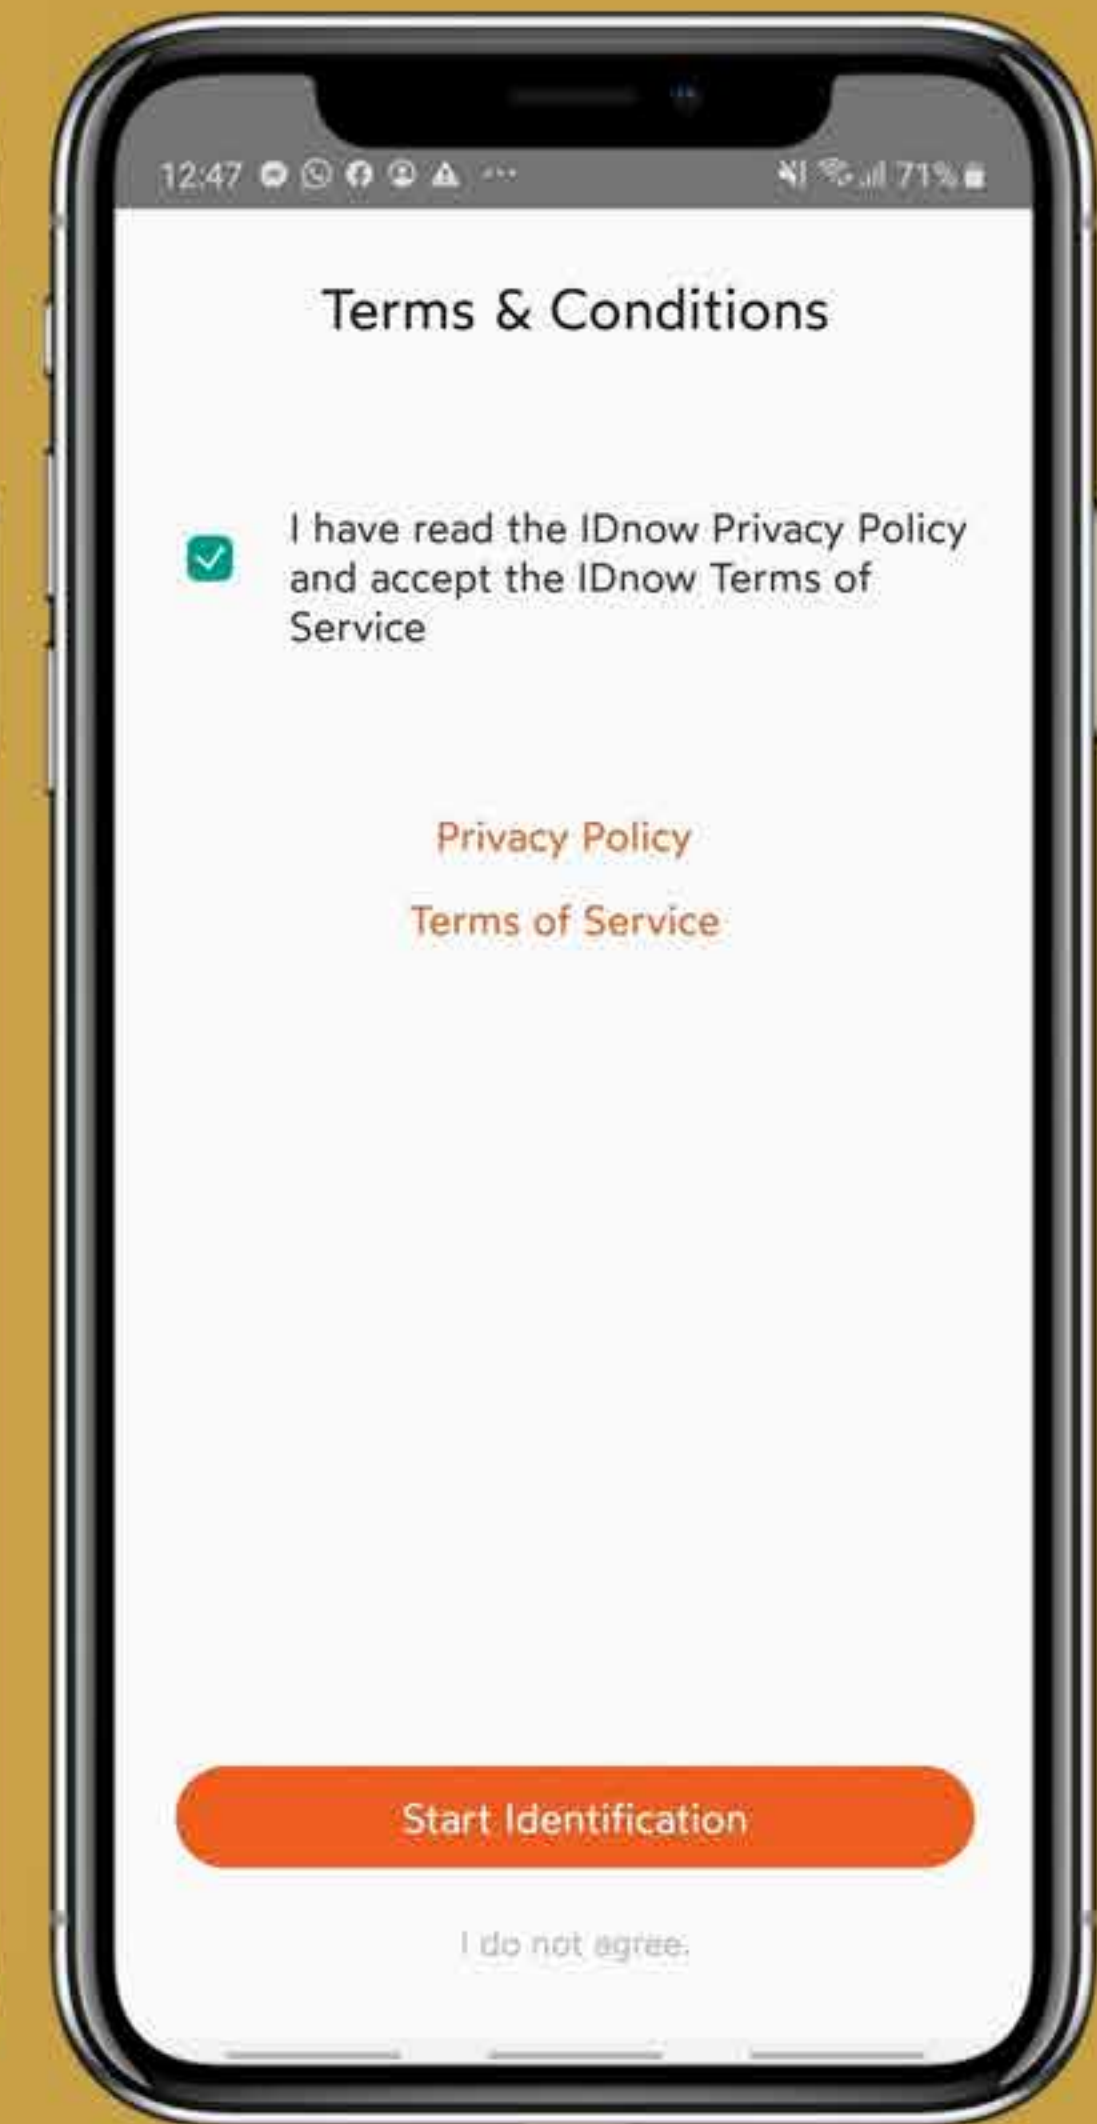 12:47 71%
Terms & Conditions
I have read the IDnow Privacy Policy
and accept the IDnow Terms of
Service
Privacy Policy
Terms of Service
Start Identification
I do not agree.